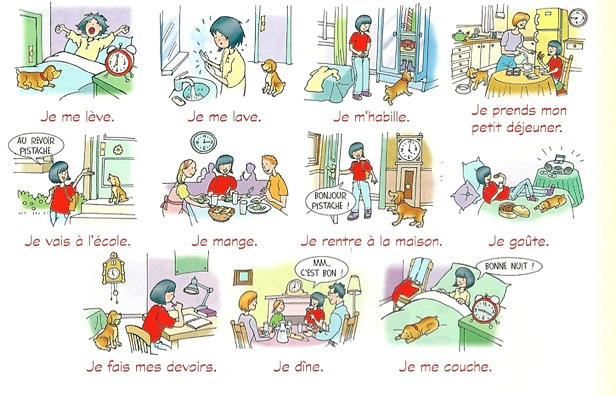 Je me lève.
Je me lave.
Je m'habille.
Je prends mon
petit déjeuner.
AU REVOIR
PISTACHE
Je vais à l'école.
Je mange.
BONJOUR
PISTACHE !
Je rentre à la maison.
Je goûte.
Je fais mes devoirs.
MM...
C'EST BON !
Je dîne.
BONNE NUIT !
Je me couche.